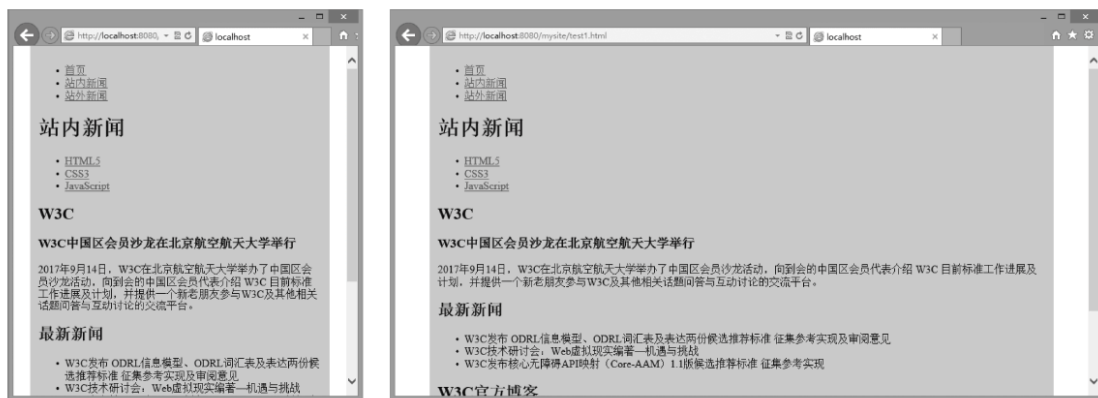 http://localhost:8080,
localhost
首页
站内新闻
站外新闻
站内新闻
HTML5
CSS3
JavaScript
W3C
W3C中国区会员沙龙在北京航空航天大学举行
2017年9月14日，W3C在北京航空航天大学举办了中国区会
员沙龙活动，向到会的中国区会员代表介绍 W3C 目前标准
工作进展及计划，并提供一个新老朋友参与W3C及其他相关
话题问答与互动讨论的交流平台。
最新新闻
W3C发布 ODRL信息模型、ODRL词汇表及表达两份候
选推荐标准 征集参考实现及审阅意见
W3C技术研讨会：Web虚拟现实编著—机遇与挑战
http://localhost:8080/mysite/test1.html
localhost
首页
站内新闻
站外新闻
站内新闻
HTML5
CSS3
JavaScript
W3C
W3C中国区会员沙龙在北京航空航天大学举行
2017年9月14日，W3C在北京航空航天大学举办了中国区会员沙龙活动，向到会的中国区会员代表介绍 W3C 目前标准工作进展及
计划，并提供一个新老朋友参与W3C及其他相关话题问答与互动讨论的交流平台。
最新新闻
W3C发布 ODRL信息模型、ODRL词汇表及表达两份候选推荐标准 征集参考实现及审阅意见
W3C技术研讨会：Web虚拟现实编著—机遇与挑战
W3C发布核心无障碍API映射（Core-AAM）1.1版候选推荐标准 征集参考实现
W3C官方博客